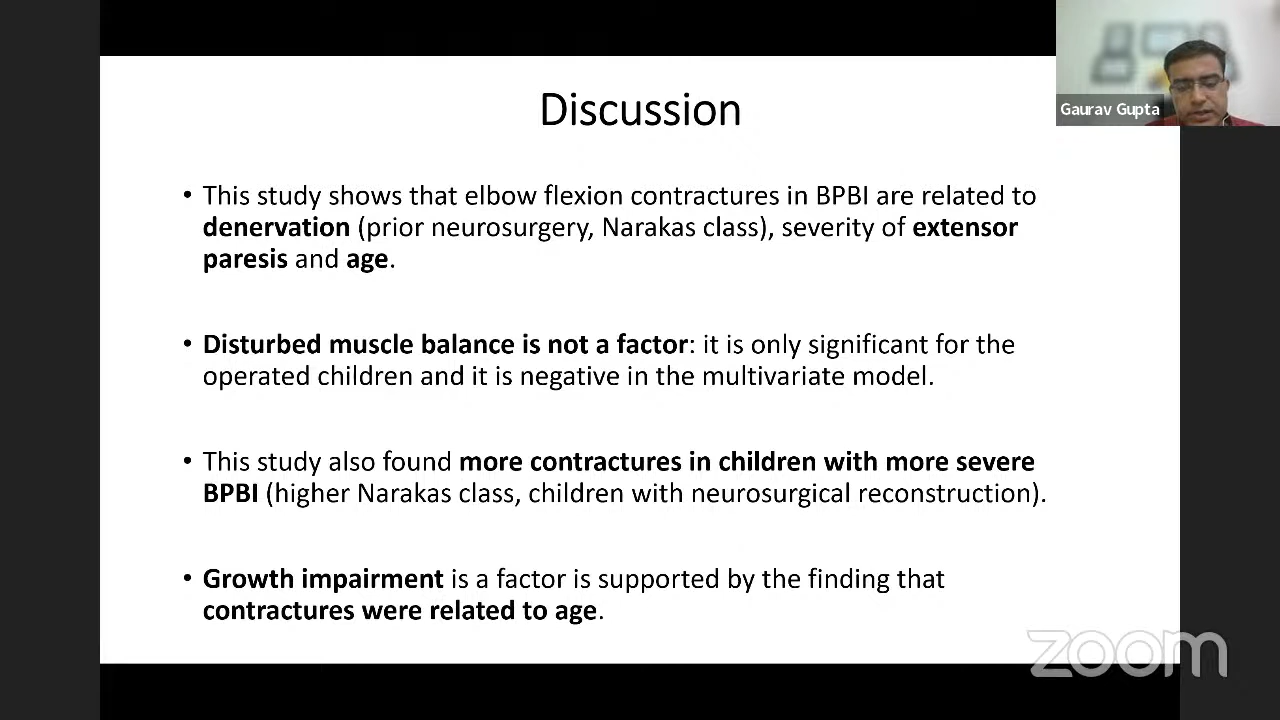 Discussion
Gaurav Gupta
• This study shows that elbow flexion contractures in BPBI are related to
denervation (prior neurosurgery, Narakas class), severity of extensor
paresis and age.
• Disturbed muscle balance is not a factor: it is only significant for the
operated children and it is negative in the multivariate model.
• This study also found more contractures in children with more severe
BPBI (higher Narakas class, children with neurosurgical reconstruction).
• Growth impairment is a factor is supported by the finding that
contractures were related to age.
zoom